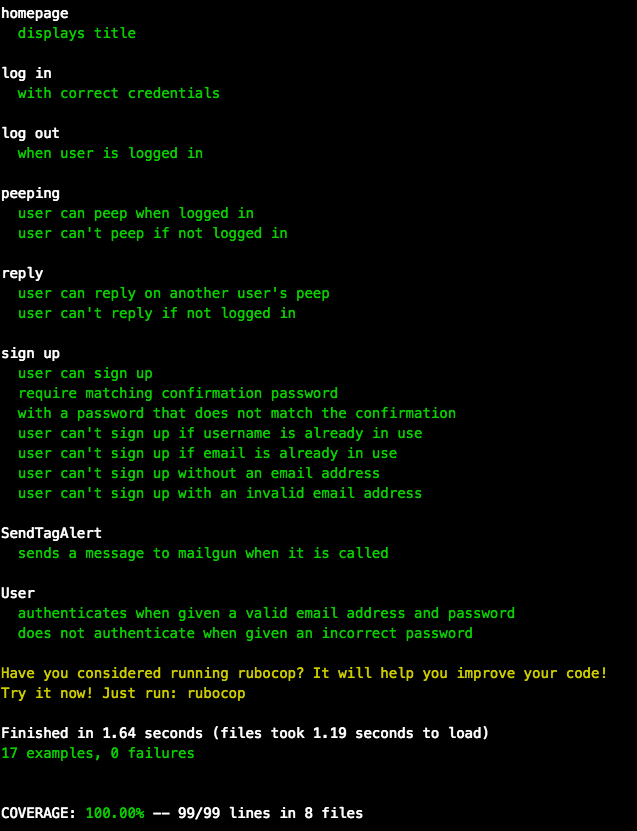 homepage
displays title
log in
with correct credentials
log out
when user is logged in
peeping
user can peep when logged in
user can't peep if not logged in
reply
user can reply on another user's peep
user can't reply if not logged in
sign up
user can sign up
require matching confirmation password
with a password that does not match the confirmation
user can't sign up if username is already in use
user can't sign up if email is already in use
user can't sign up without an email address
user can't sign up with an invalid email address
SendTagAlert
sends a message to mailgun when it is called
User
authenticates when given a valid email address and password
does not authenticate when given an incorrect password
Have you considered running rubocop? It will help you improve your code!
Try it now! Just run: rubocop
Finished in 1.64 seconds (files took 1.19 seconds to load)
17 examples, 0 failures
COVERAGE: 100.00% -- 99/99 lines in 8 files